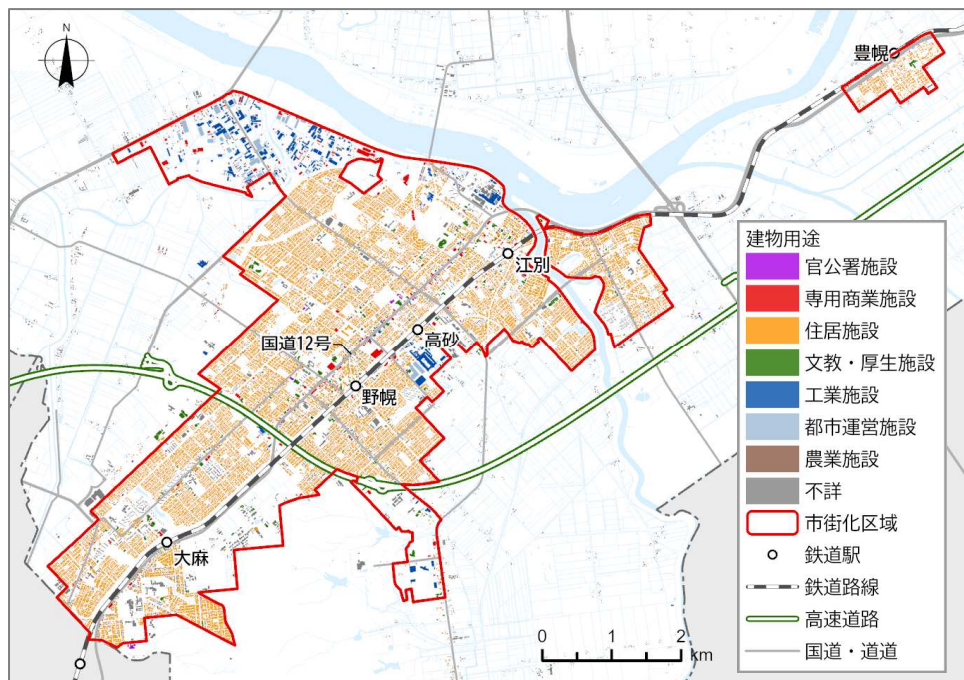 豊幌
江別
高砂
国道12号
野幌
大麻
建物用途
官公署施設
専用商業施設
住居施設
文教・厚生施設
工業施設
都市運営施設
農業施設
不詳
市街化区域
鉄道駅
鉄道路線
高速道路
国道・道道
0 1 2
km